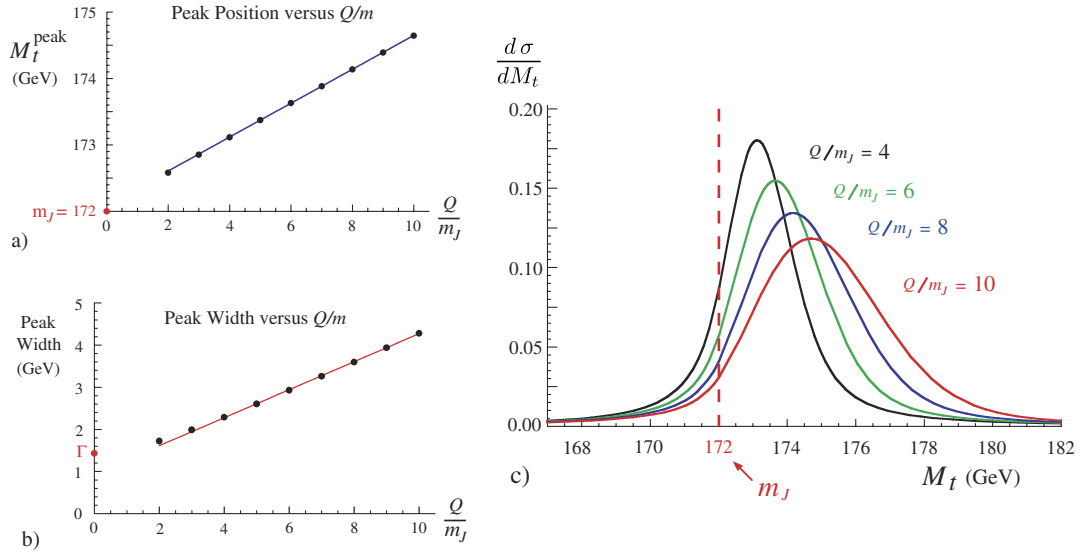 Peak Position versus Q/m
M_t^peak
(GeV)
175
174
173
m_J = 172
0 2 4 6 8 10
Q/m_J
a)
Peak Width versus Q/m
Peak
Width
(GeV)
5
4
3
2
Γ
1
0
0 2 4 6 8 10
Q/m_J
b)
dσ/dM_t
0.20
0.15
0.10
0.05
0.00
Q/m_J = 4
Q/m_J = 6
Q/m_J = 8
Q/m_J = 10
168 170 172 174 176 178 180 182
c)
m_J
M_t (GeV)